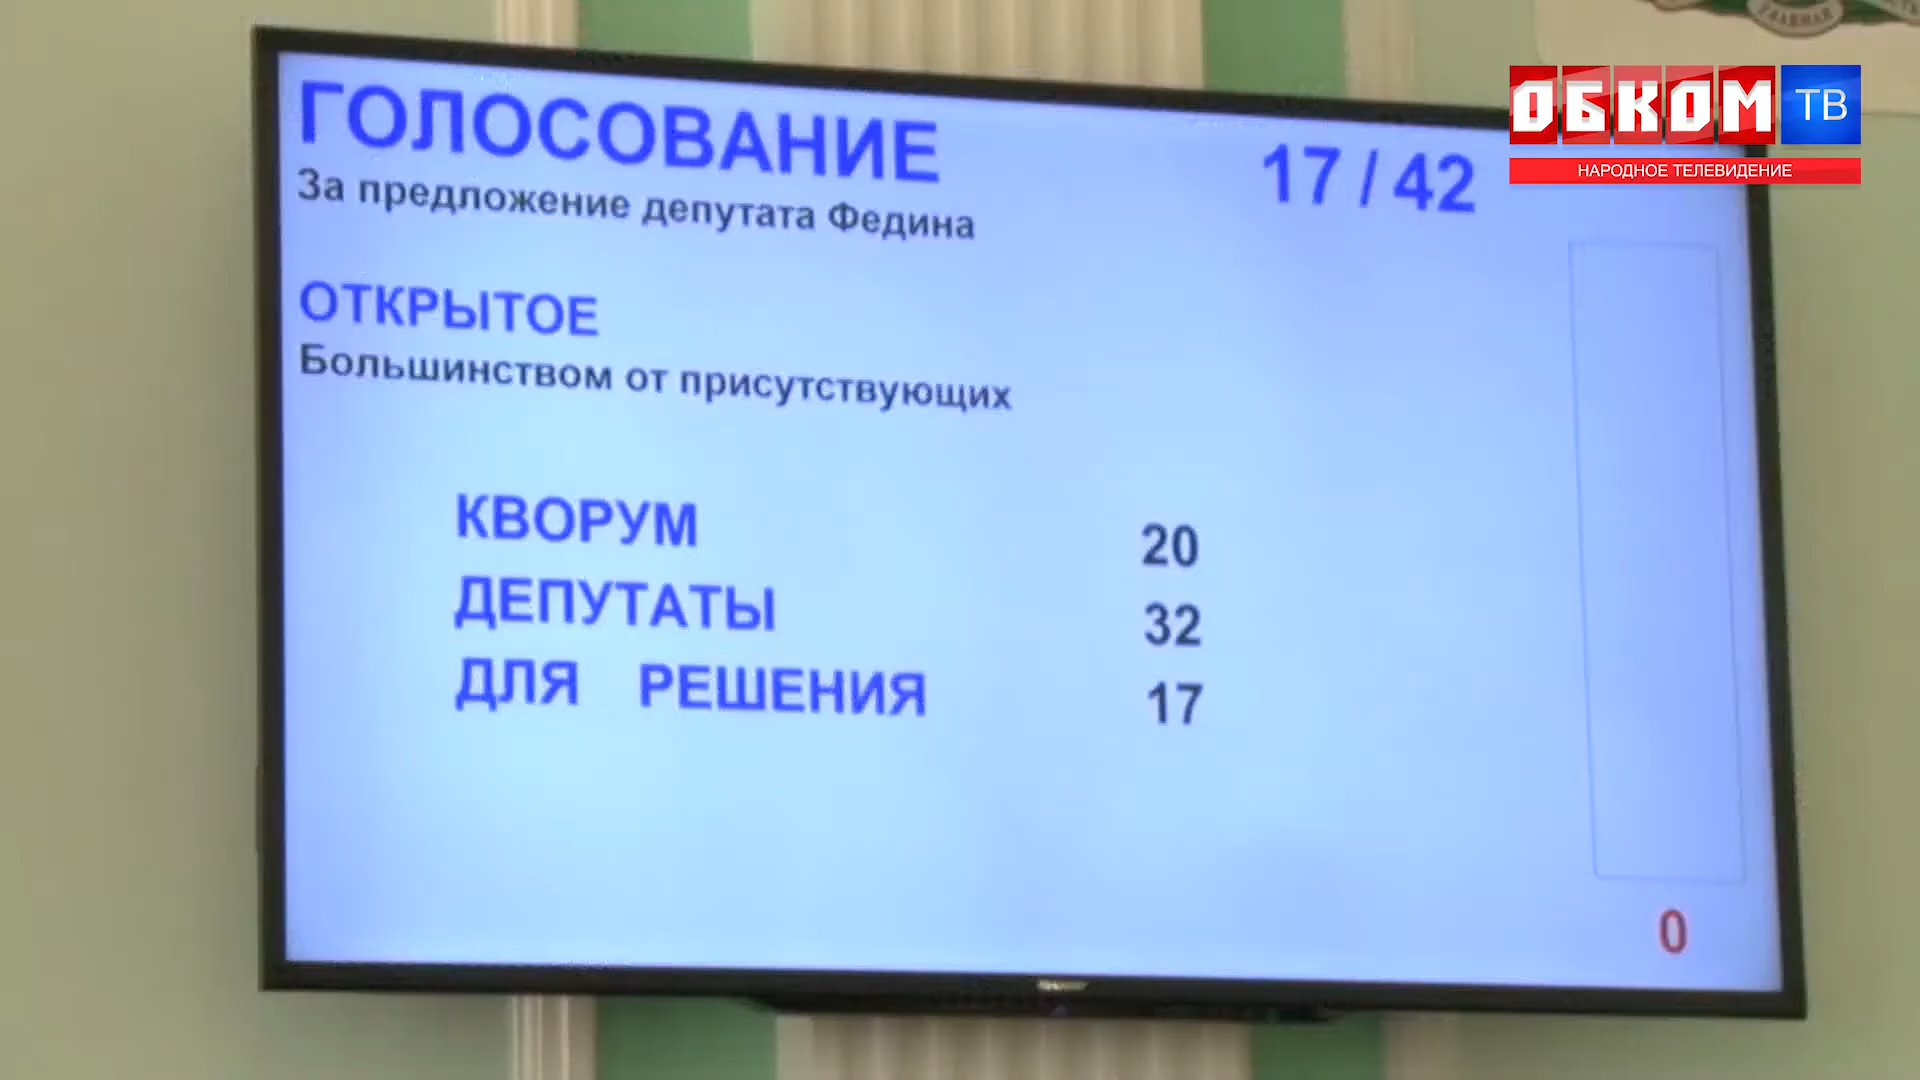 ГЛАВНАЯ
ОБКОМ ТВ
НАРОДНОЕ ТЕЛЕВИДЕНИЕ
ГОЛОСОВАНИЕ 17 / 42
За предложение депутата Федина
ОТКРЫТОЕ
Большинством от присутствующих
КВОРУМ 20
ДЕПУТАТЫ 32
ДЛЯ РЕШЕНИЯ 17
0